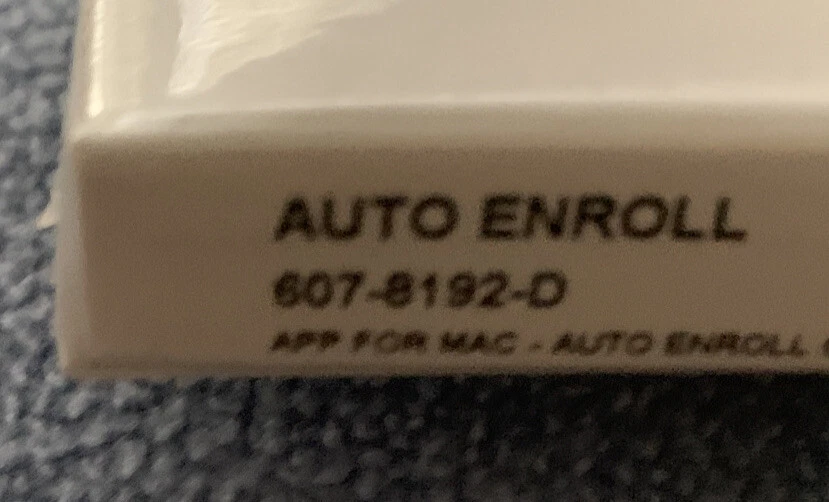 AUTO ENROLL
607-8192-D
APP FOR MAC - AUTO ENROLL